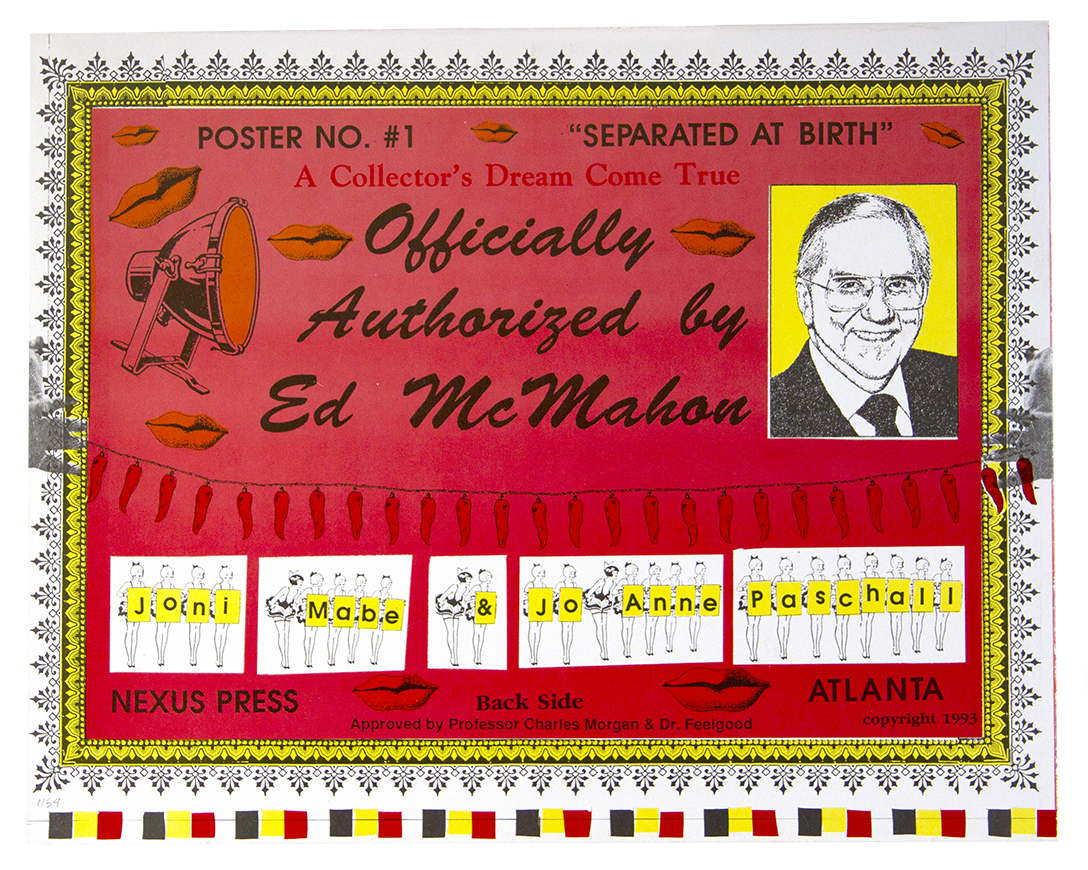 POSTER NO. #1
“SEPARATED AT BIRTH”
A Collector's Dream Come True
Officially
Authorized by
Ed McMahon
Joni Mabe & Jo Anne Paschall
NEXUS PRESS
Back Side
ATLANTA
Approved by Professor Charles Morgan & Dr. Feelgood
copyright 1993